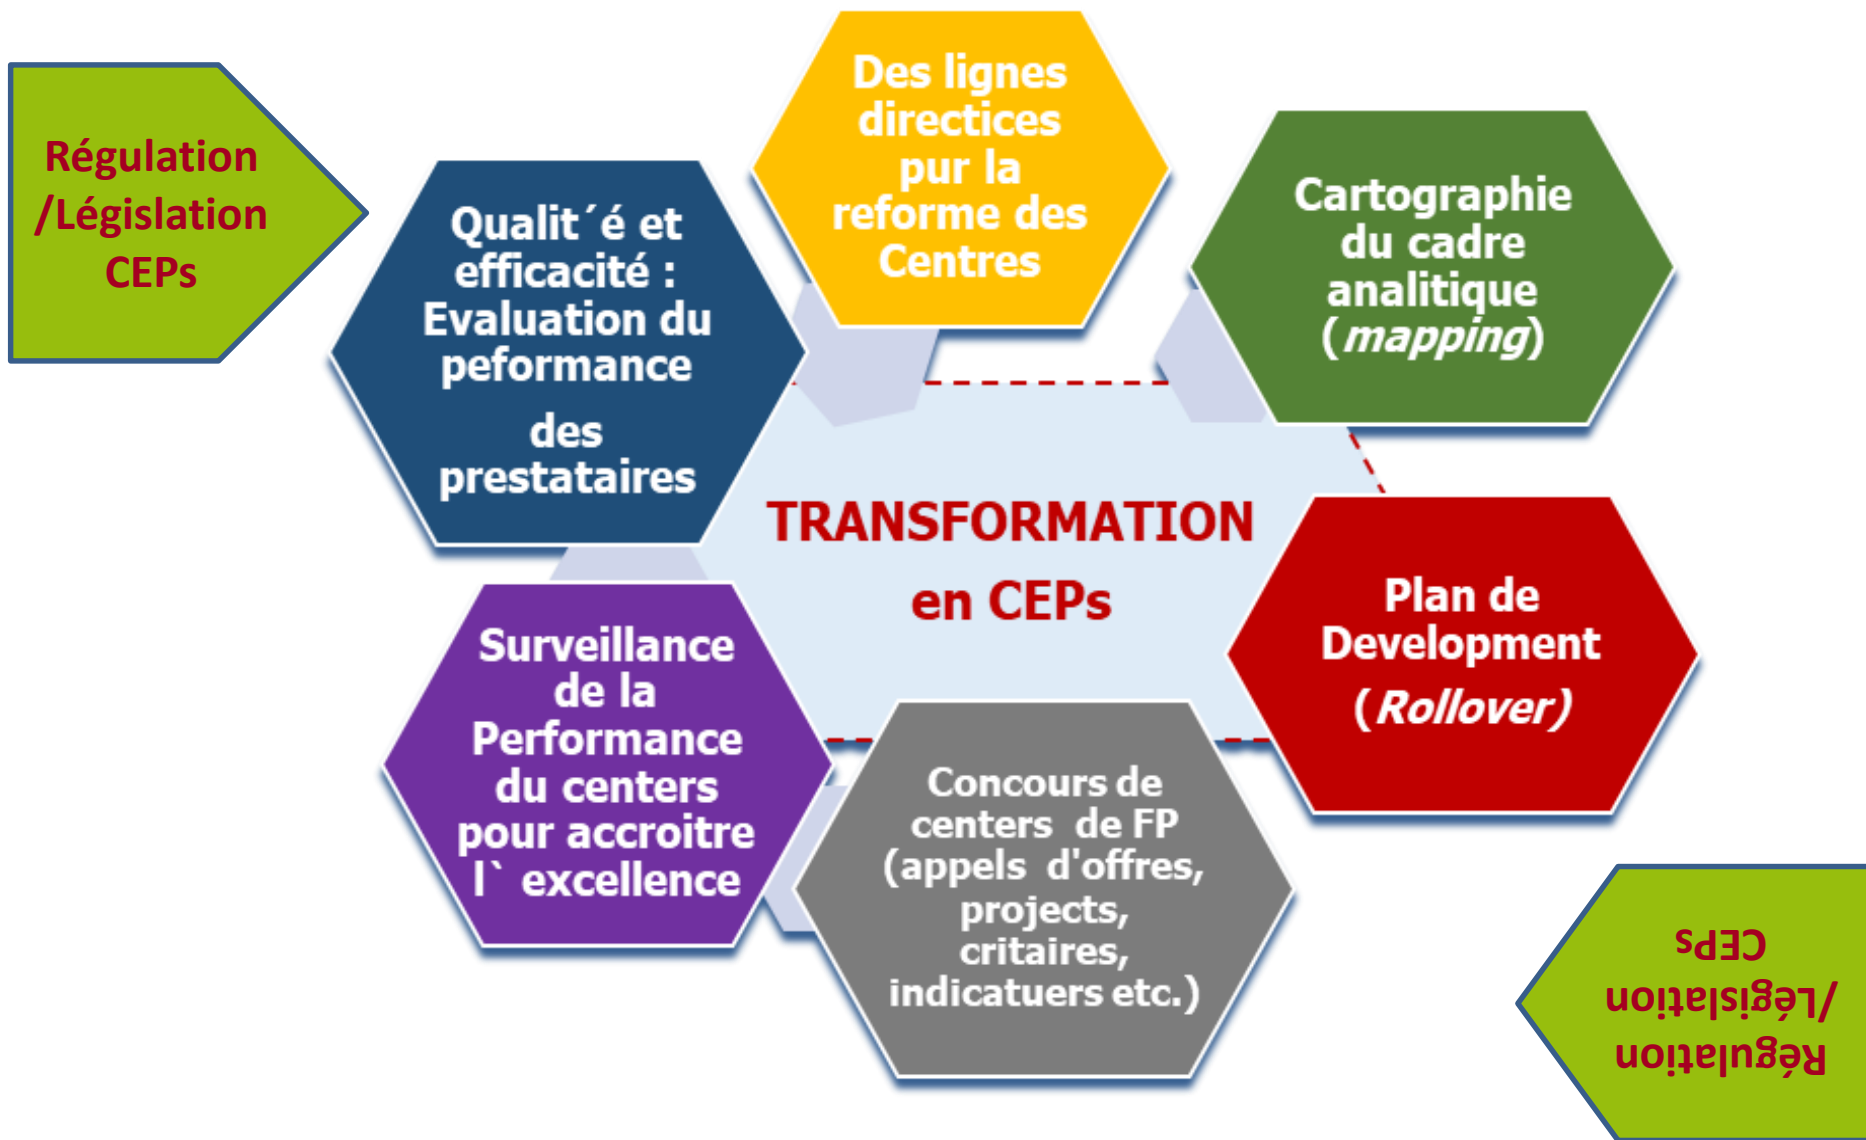 Régulation
/Législation
CEPs
Des lignes
directices
pur la
reforme des
Centres
Cartographie
du cadre
analitique
(mapping)
Qualit´é et
efficacité :
Evaluation du
peformance
des
prestataires
TRANSFORMATION
en CEPs
Plan de
Development
(Rollover)
Surveillance
de la
Performance
du centers
pour accroitre
l` excellence
Concours de
centers de FP
(appels d'offres,
projects,
critaires,
indicatuers etc.)
Régulation
/Législation
CEPs